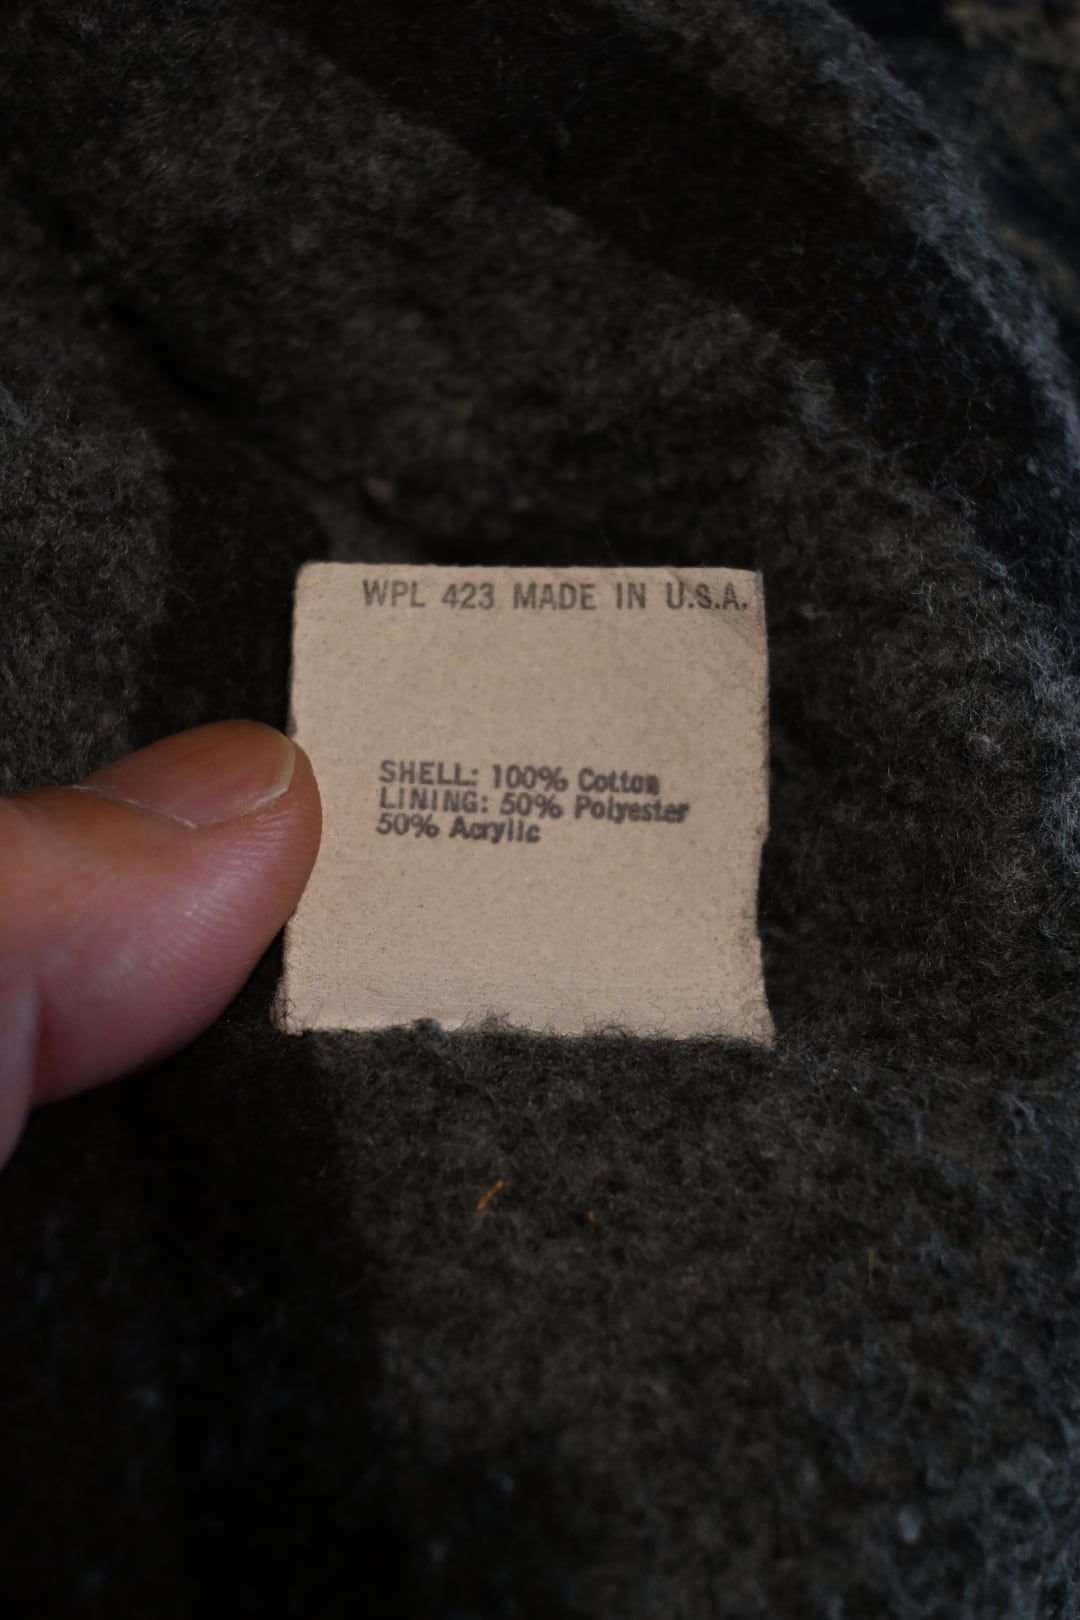 WPL 423 MADE IN U.S.A.
SHELL: 100% Cotton
LINING: 50% Polyester
50% Acrylic